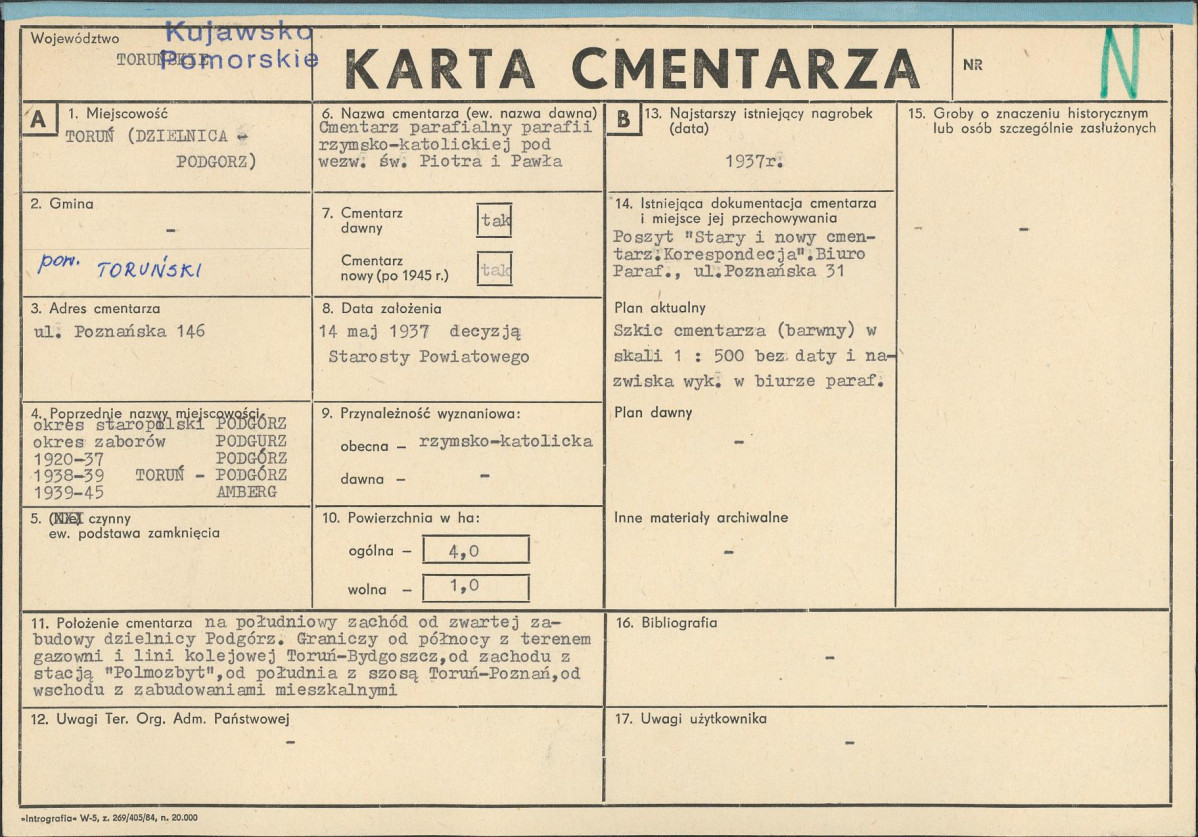 Województwo
Kujawsko
TORUŃSKIE
Pomorskie
KARTA CMENTARZA
NR
N
A
1. Miejscowość
TORUŃ (DZIELNICA -
PODGORZ)
2. Gmina
-
pow. TORUŃSKI
3. Adres cmentarza
ul. Poznańska 146
4. Poprzednie nazwy miejscowości
okres staropolski PODGÓRZ
okres zaborów PODGURZ
1920-37 PODGÓRZ
1938-39 TORUŃ - PODGÓRZ
1939-45 AMBERG
5. (Nie) czynny
ew. podstawa zamknięcia
6. Nazwa cmentarza (ew. nazwa dawna)
Cmentarz parafialny parafii
rzymsko-katolickiej pod
wezw. św. Piotra i Pawła
7. Cmentarz
dawny
tak
Cmentarz
nowy (po 1945 r.)
tak
8. Data założenia
14 maj 1937 decyzją
Starosty Powiatowego
9. Przynależność wyznaniowa:
obecna – rzymsko-katolicka
dawna – -
10. Powierzchnia w ha:
ogólna – 4,0
wolna – 1,0
11. Położenie cmentarza na południowy zachód od zwartej za-
budowy dzielnicy Podgórz. Graniczy od północy z terenem
gazowni i lini kolejowej Toruń-Bydgoszcz,od zachodu z
stacją "Polmozbyt",od południa z szosą Toruń-Poznań,od
wschodu z zabudowaniami mieszkalnymi
12. Uwagi Ter. Org. Adm. Państwowej
-
B
13. Najstarszy istniejący nagrobek
(data)
1937r.
14. Istniejąca dokumentacja cmentarza
i miejsce jej przechowywania
Poszyt "Stary i nowy cmen-
tarz.Korespondecja".Biuro
Paraf., ul.Poznańska 31
Plan aktualny
Szkic cmentarza (barwny) w
skali 1 : 500 bez daty i na-
zwiska wyk. w biurze paraf.
Plan dawny
-
Inne materiały archiwalne
-
15. Groby o znaczeniu historycznym
lub osób szczególnie zasłużonych
-
16. Bibliografia
-
17. Uwagi użytkownika
-
»Intrografia« W-5, z. 269/405/84, n. 20.000